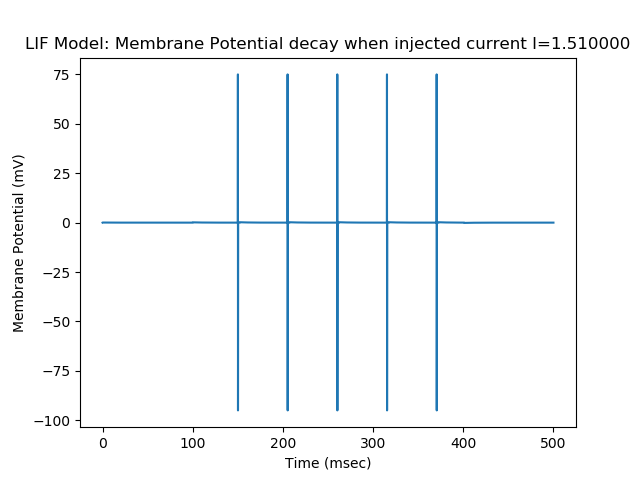 LIF Model: Membrane Potential decay when injected current I=1.510000
75
50
25
0
−25
−50
−75
−100
Membrane Potential (mV)
0 100 200 300 400 500
Time (msec)